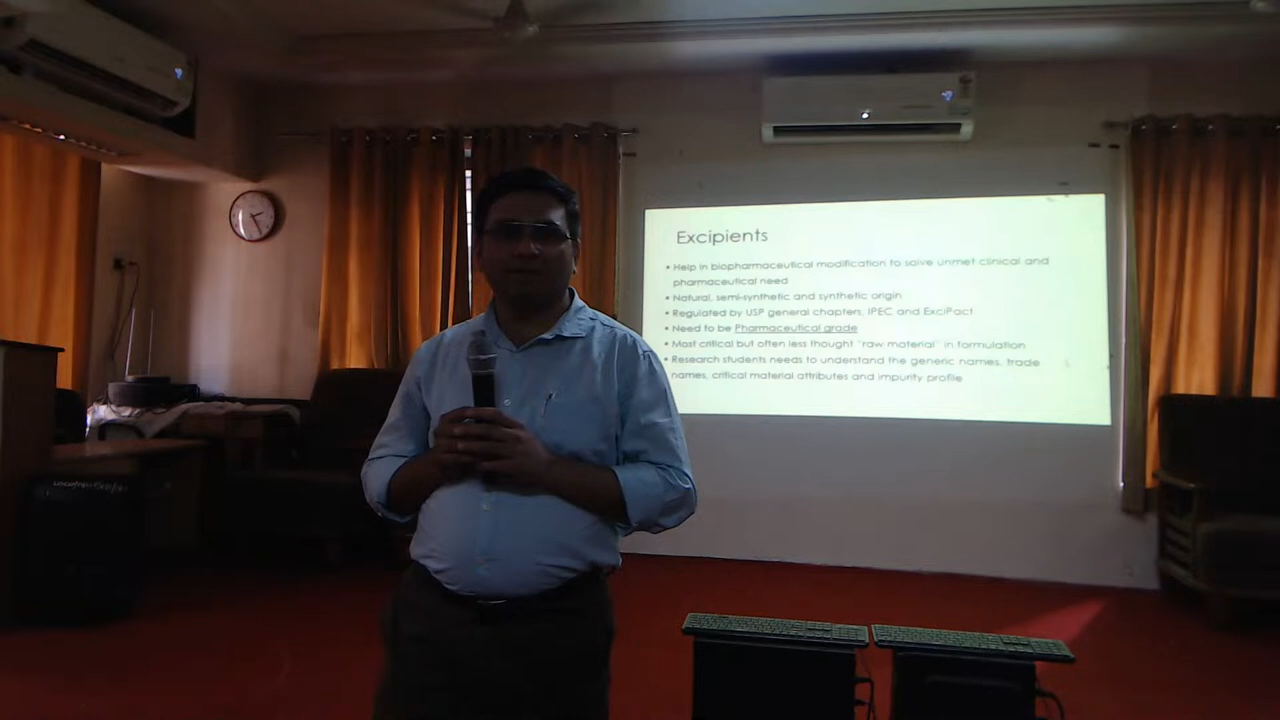 Excipients
• Help in biopharmaceutical modification to solve unmet clinical and
pharmaceutical need
• Natural, semi-synthetic and synthetic origin
• Regulated by USP general chapters, IPEC and ExciPact
• Need to be Pharmaceutical grade
• Most critical but often less thought "raw material" in formulation
• Research students needs to understand the generic names, trade
names, critical material attributes and impurity profile